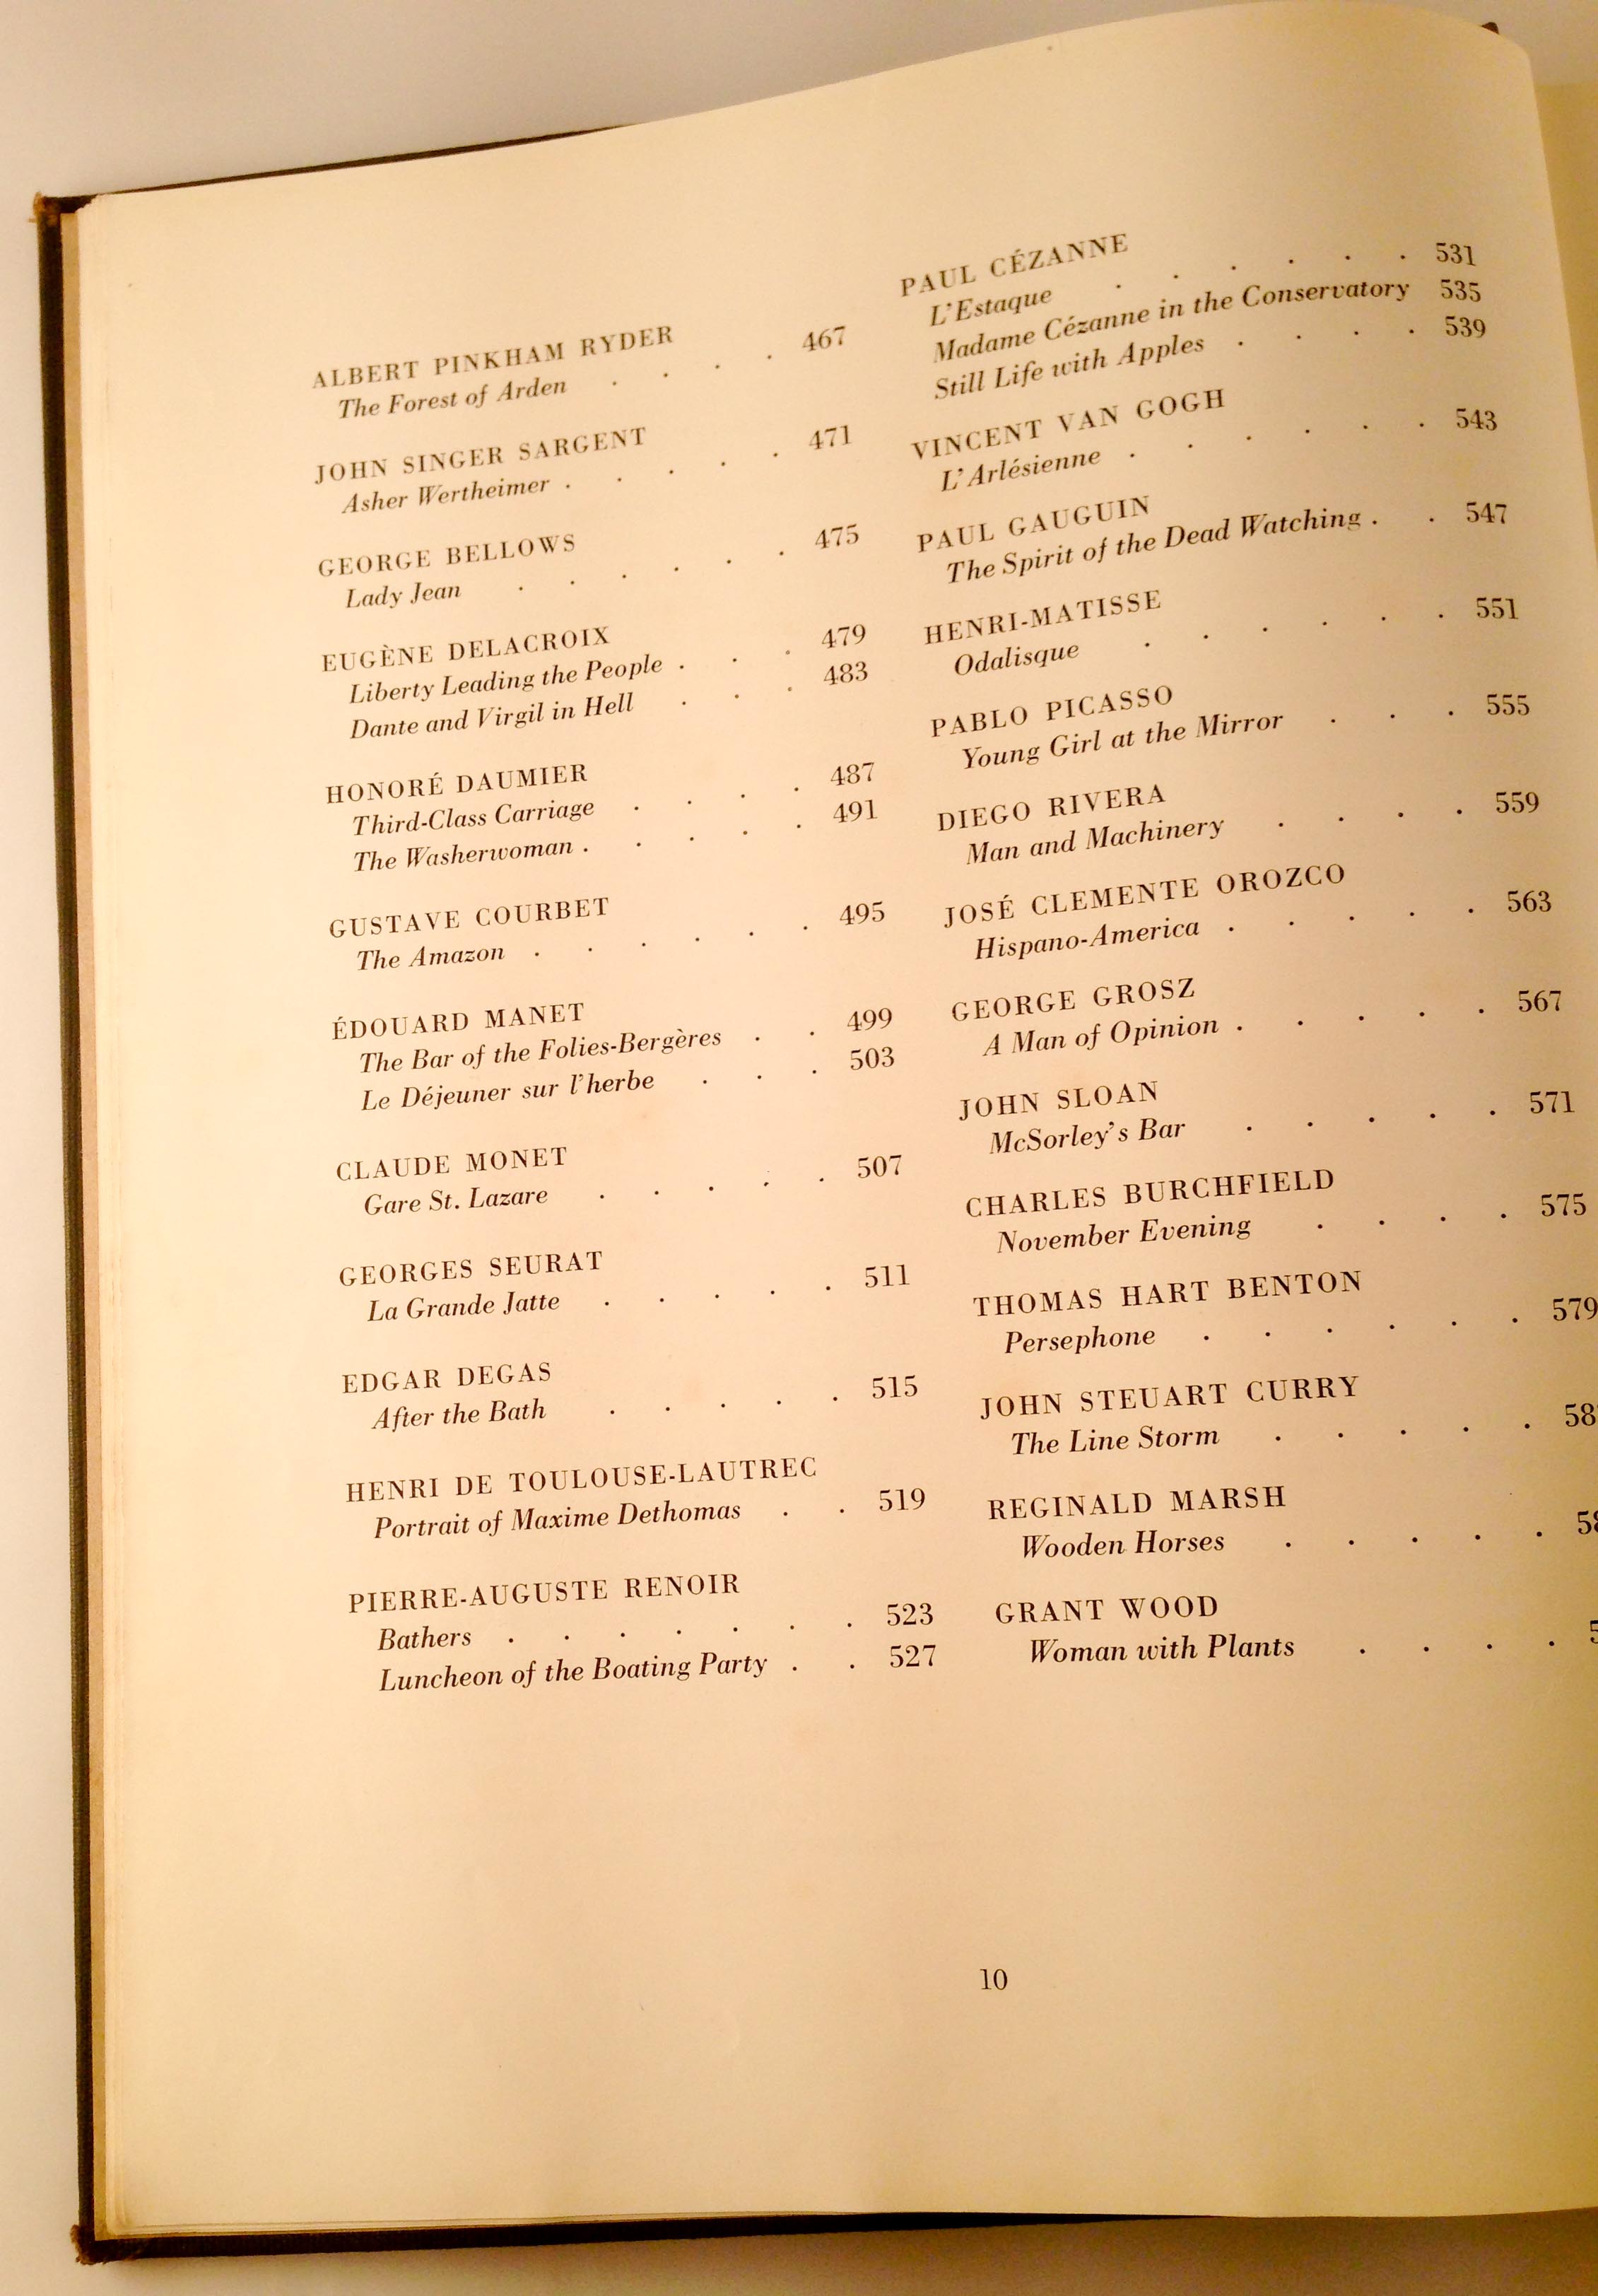 ALBERT PINKHAM RYDER
The Forest of Arden . . . . 467
JOHN SINGER SARGENT
Asher Wertheimer . . . . . 471
GEORGE BELLOWS
Lady Jean . . . . . . 475
EUGÈNE DELACROIX
Liberty Leading the People . . . 479
Dante and Virgil in Hell . . . 483
HONORÉ DAUMIER
Third-Class Carriage . . . . 487
The Washerwoman . . . . . 491
GUSTAVE COURBET
The Amazon . . . . . . 495
ÉDOUARD MANET
The Bar of the Folies-Bergères . . 499
Le Déjeuner sur l'herbe . . . 503
CLAUDE MONET
Gare St. Lazare . . . . . 507
GEORGES SEURAT
La Grande Jatte . . . . . 511
EDGAR DEGAS
After the Bath . . . . . 515
HENRI DE TOULOUSE-LAUTREC
Portrait of Maxime Dethomas . . 519
PIERRE-AUGUSTE RENOIR
Bathers . . . . . . . 523
Luncheon of the Boating Party . . 527
PAUL CÉZANNE
L'Estaque . . . . . . 531
Madame Cézanne in the Conservatory 535
Still Life with Apples . . . . 539
VINCENT VAN GOGH
L'Arlésienne . . . . . . 543
PAUL GAUGUIN
The Spirit of the Dead Watching . . 547
HENRI-MATISSE
Odalisque . . . . . . 551
PABLO PICASSO
Young Girl at the Mirror . . . 555
DIEGO RIVERA
Man and Machinery . . . . 559
JOSÉ CLEMENTE OROZCO
Hispano-America . . . . . 563
GEORGE GROSZ
A Man of Opinion . . . . . 567
JOHN SLOAN
McSorley's Bar . . . . . 571
CHARLES BURCHFIELD
November Evening . . . . 575
THOMAS HART BENTON
Persephone . . . . . . 579
JOHN STEUART CURRY
The Line Storm . . . . . 58
REGINALD MARSH
Wooden Horses . . . . . 5
GRANT WOOD
Woman with Plants . . . . 5
10